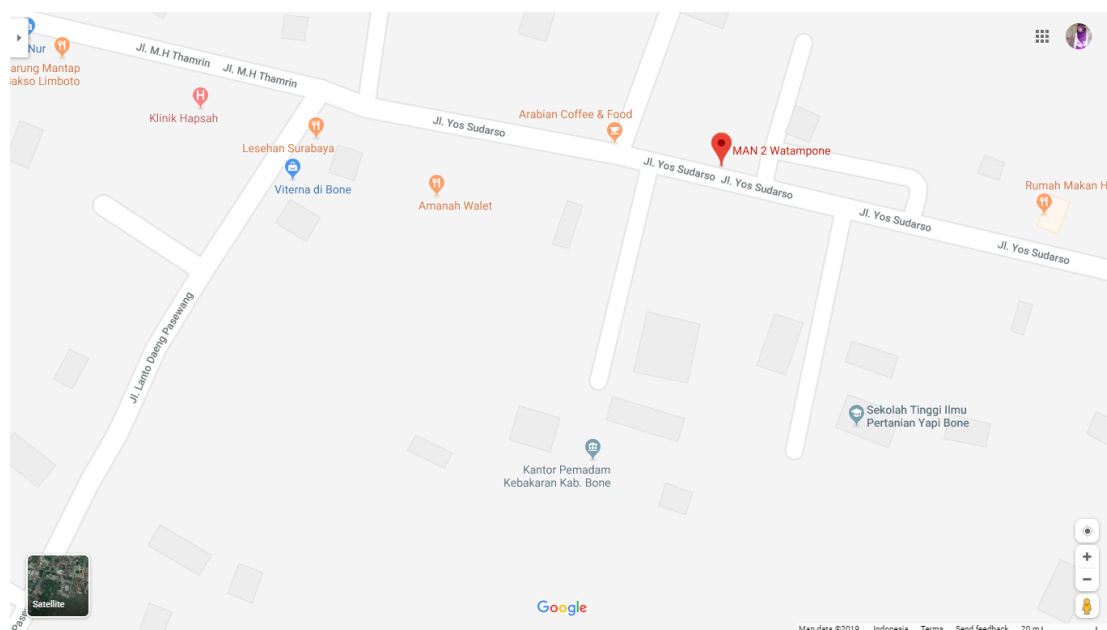 Nur
arung Mantap
akso Limboto
Jl. M.H Thamrin
Jl. M.H Thamrin
Klinik Hapsah
Lesehan Surabaya
Viterna di Bone
Jl. Yos Sudarso
Arabian Coffee & Food
Amanah Walet
Jl. Yos Sudarso
MAN 2 Watampone
Jl. Yos Sudarso
Jl. Yos Sudarso
Rumah Makan H
Jl. Yos Sudarso
Jl. Lanto Daeng Pasewang
Sekolah Tinggi Ilmu
Pertanian Yapi Bone
Kantor Pemadam
Kebakaran Kab. Bone
Satellite
Google
Map data ©2019 Indonesia Terms Send feedback 20 m